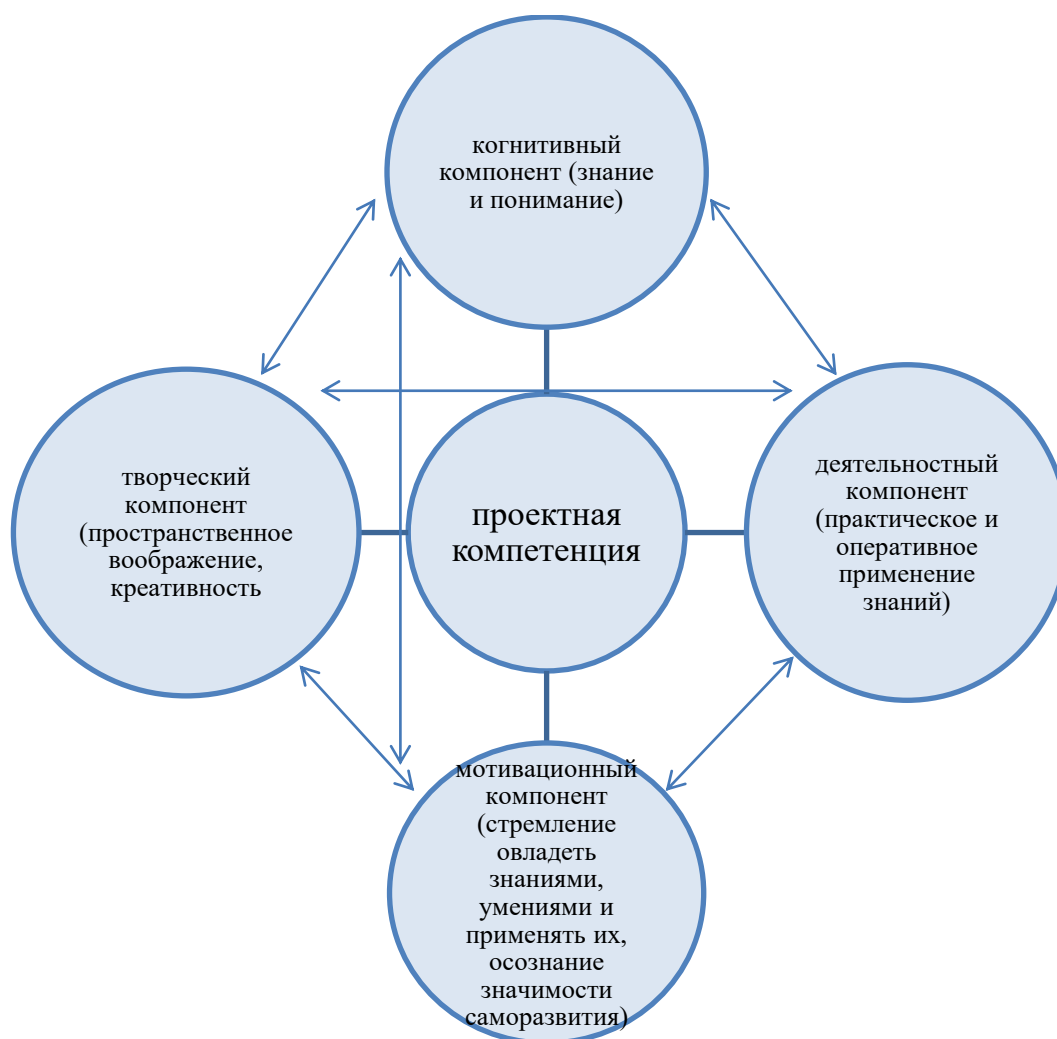 когнитивный
компонент (знание
и понимание)
творческий
компонент
(пространственное
воображение,
креативность
проектная
компетенция
деятельностный
компонент
(практическое и
оперативное
применение
знаний)
мотивационный
компонент
(стремление
овладеть
знаниями,
умениями и
применять их,
осознание
значимости
саморазвития)